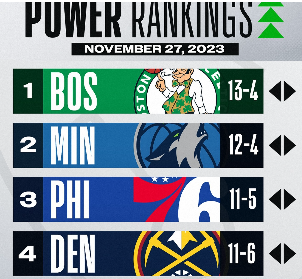 POWER RANKINGS
NOVEMBER 27, 2023
1 BOS 13-4
2 MIN 12-4
3 PHI 76 11-5
4 DEN 11-6